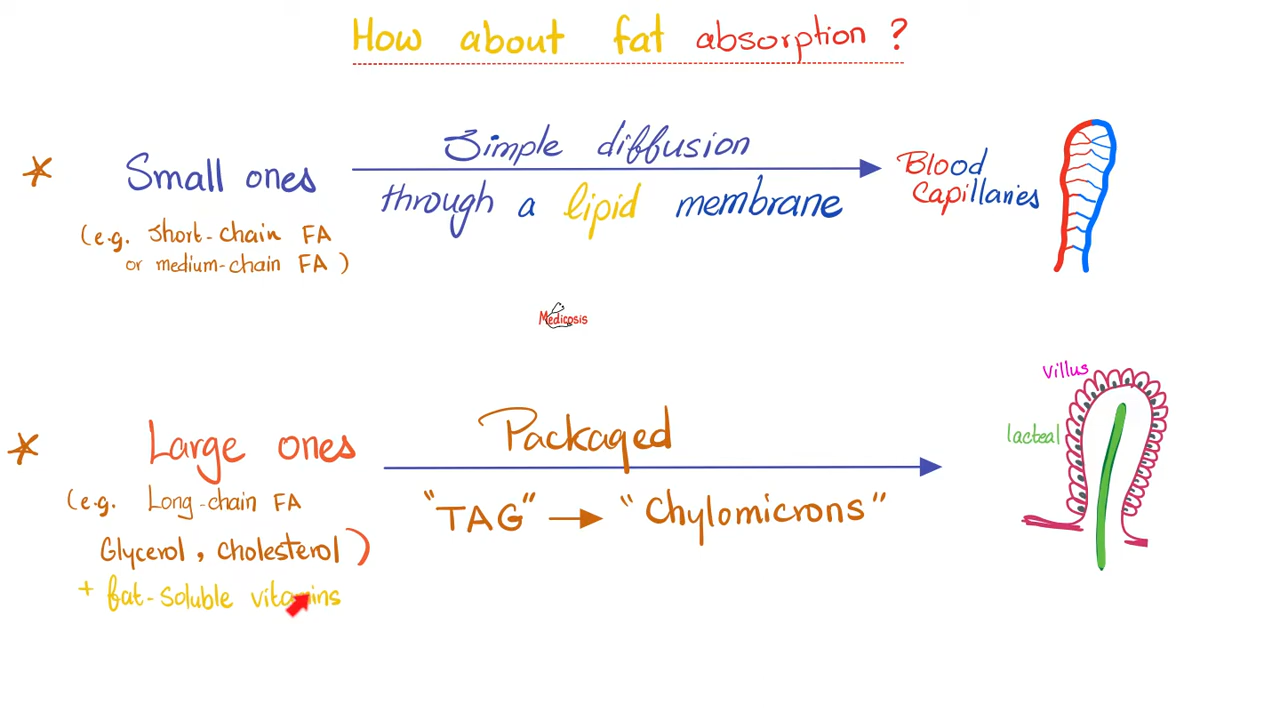 How about fat absorption ?
Small ones
(e.g. short-chain FA
or medium-chain FA )
Simple diffusion
through a lipid membrane
Blood
Capillaries
Medicosis
Large ones
(e.g. Long-chain FA
Glycerol, cholesterol)
+ fat-soluble vitamins
Packaged
"TAG" → "Chylomicrons"
villus
lacteal